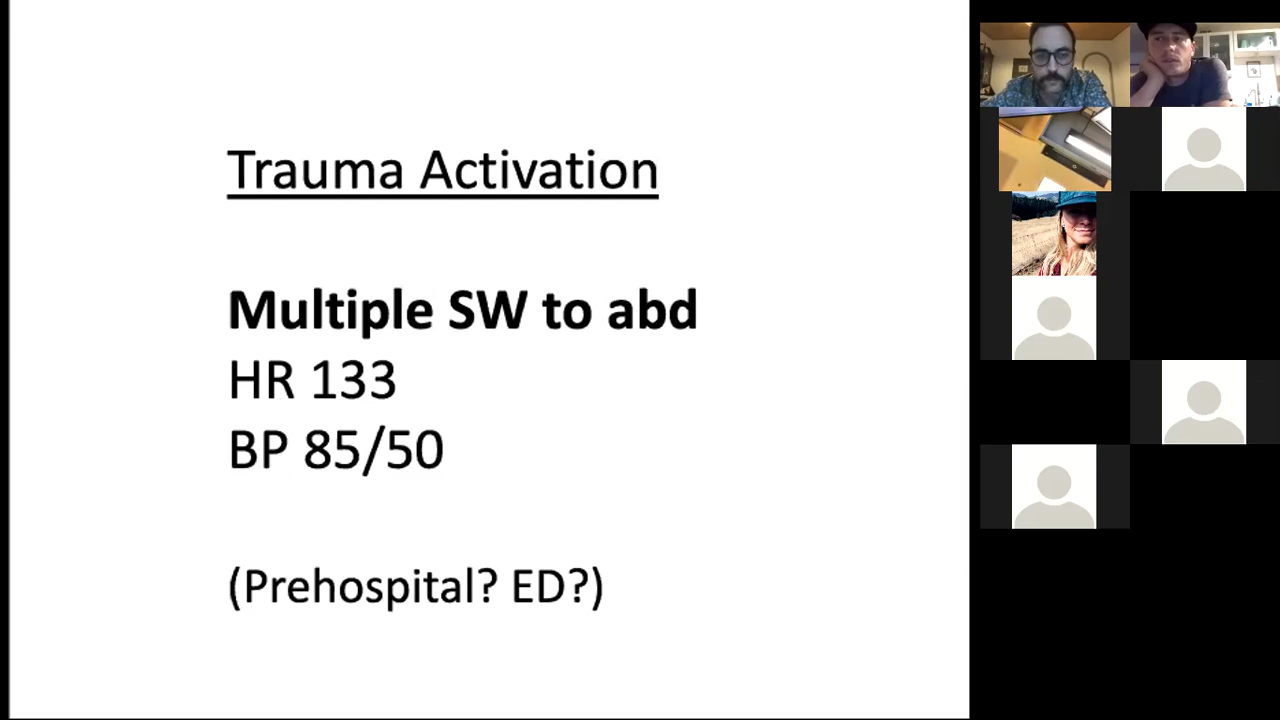 Trauma Activation
Multiple SW to abd
HR 133
BP 85/50
(Prehospital? ED?)